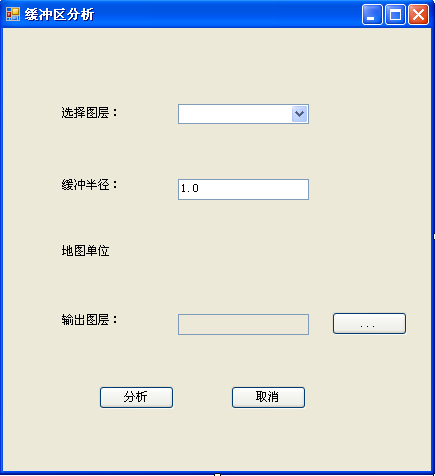 缓冲区分析
选择图层：
缓冲半径： 1.0
地图单位
输出图层： ...
分析 取消